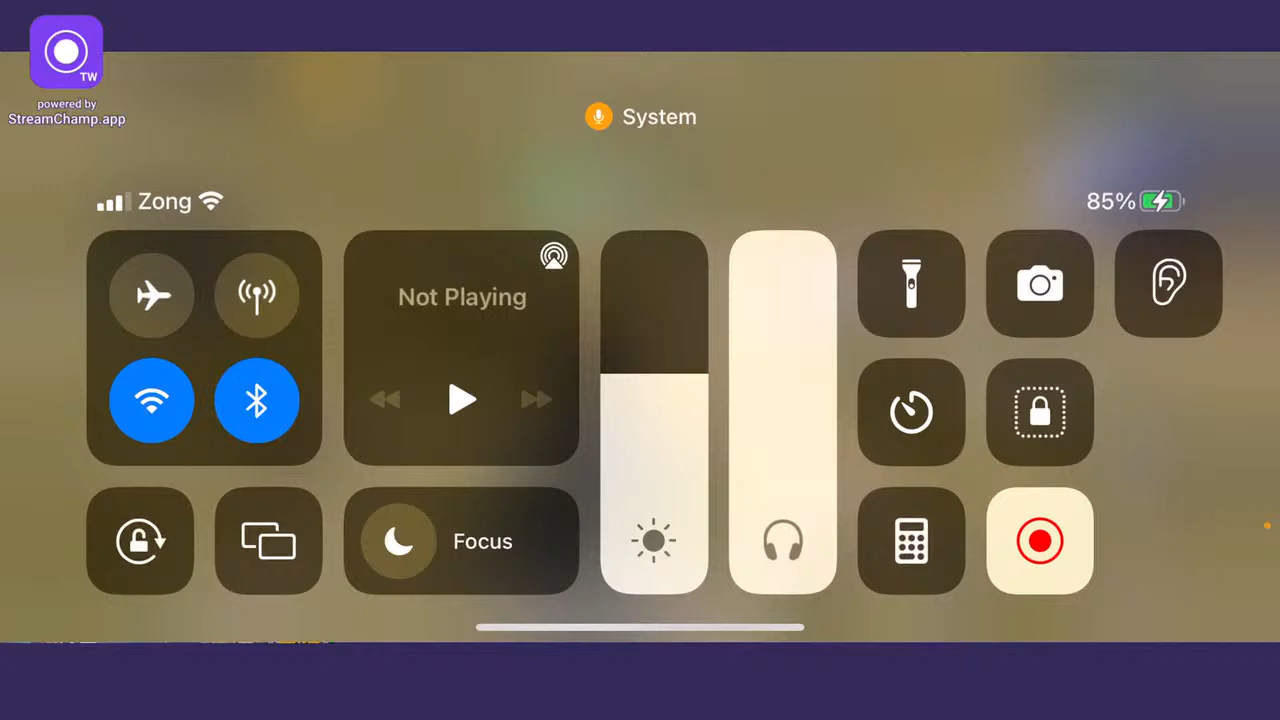 TW
powered by
StreamChamp.app
System
Zong
85%
Not Playing
Focus